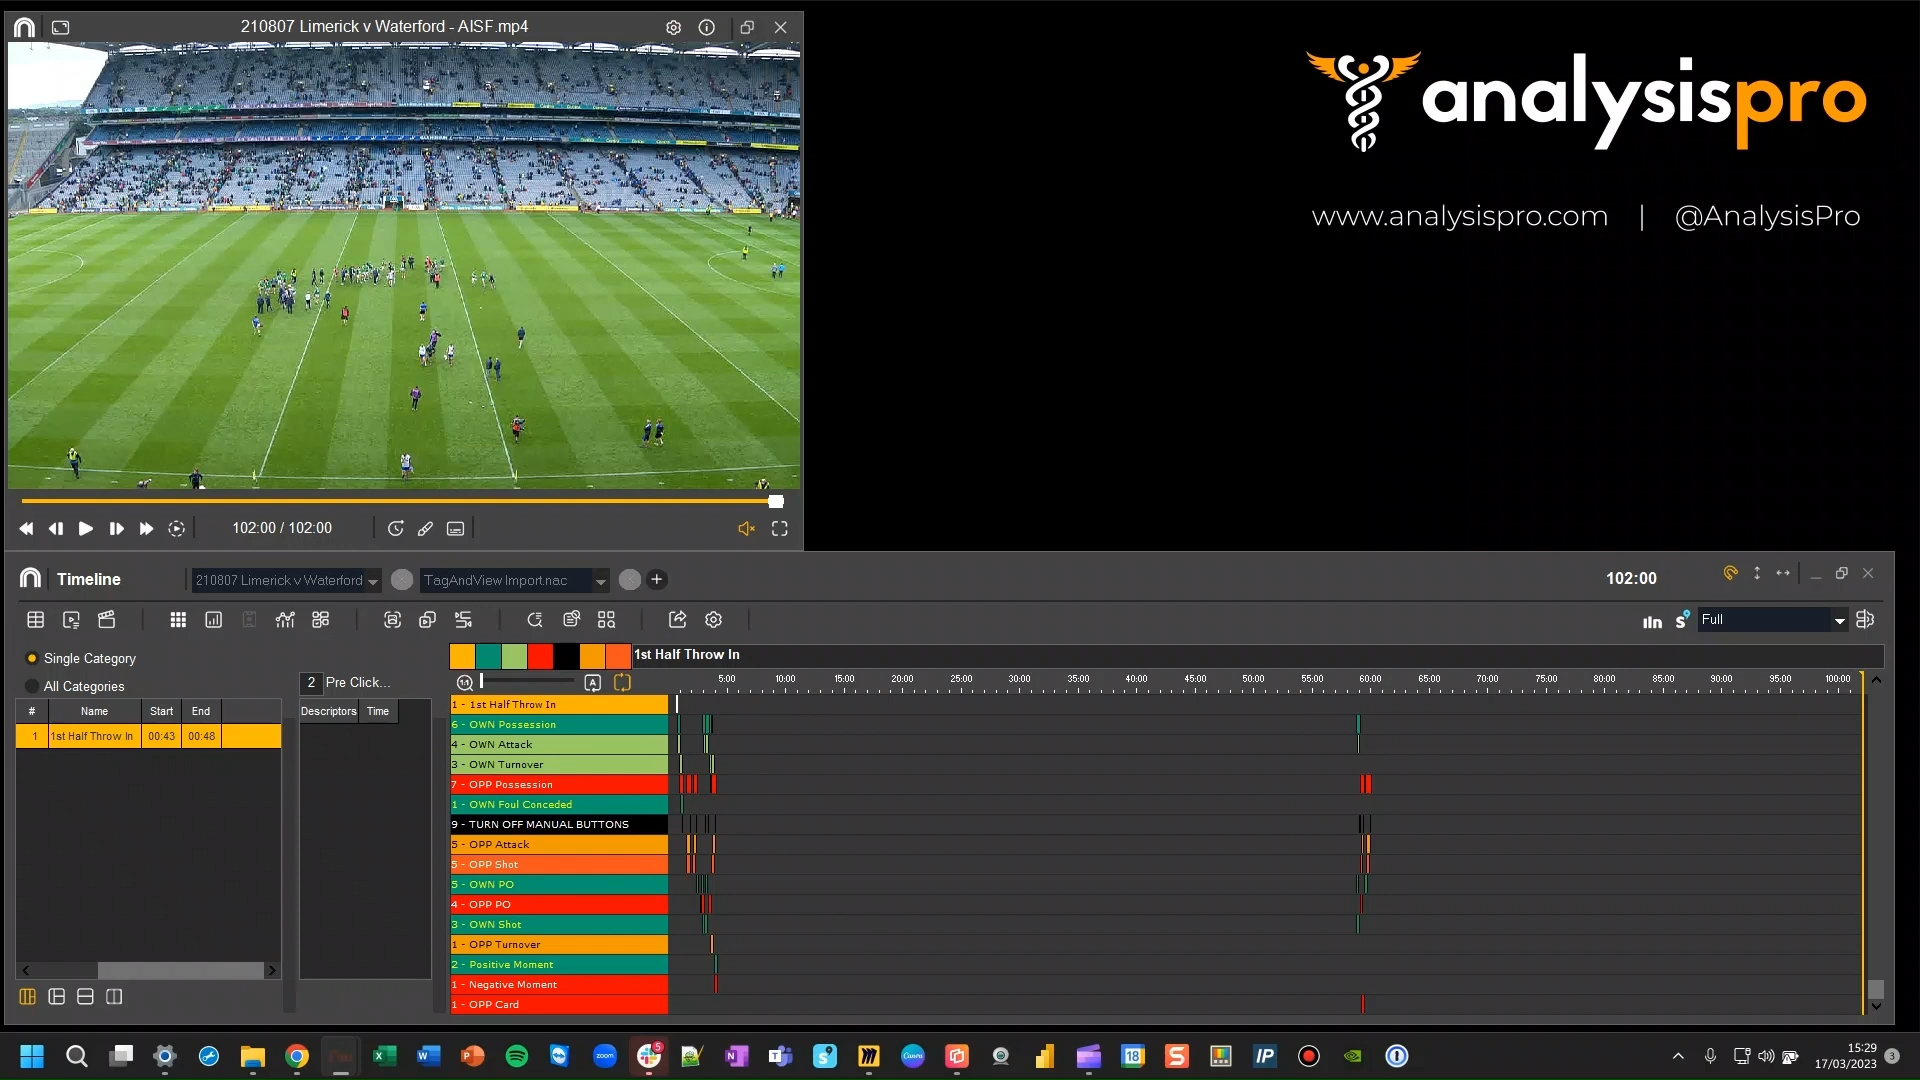 210807 Limerick v Waterford - AISF.mp4
analysispro
www.analysispro.com | @AnalysisPro
102:00 / 102:00
Timeline
210807 Limerick v Waterford
TagAndView Import.nac
102:00
Full
Single Category
All Categories
2 Pre Click...
1st Half Throw In
# Name Start End
1 1st Half Throw In 00:43 00:48
Descriptors Time
5:00 10:00 15:00 20:00 25:00 30:00 35:00 40:00 45:00 50:00 55:00 60:00 65:00 70:00 75:00 80:00 85:00 90:00 95:00 100:00
1 - 1st Half Throw In
6 - OWN Possession
4 - OWN Attack
3 - OWN Turnover
7 - OPP Possession
1 - OWN Foul Conceded
9 - TURN OFF MANUAL BUTTONS
5 - OPP Attack
5 - OPP Shot
5 - OWN PO
4 - OPP PO
3 - OWN Shot
1 - OPP Turnover
2 - Positive Moment
1 - Negative Moment
1 - OPP Card
15:29
17/03/2023
3